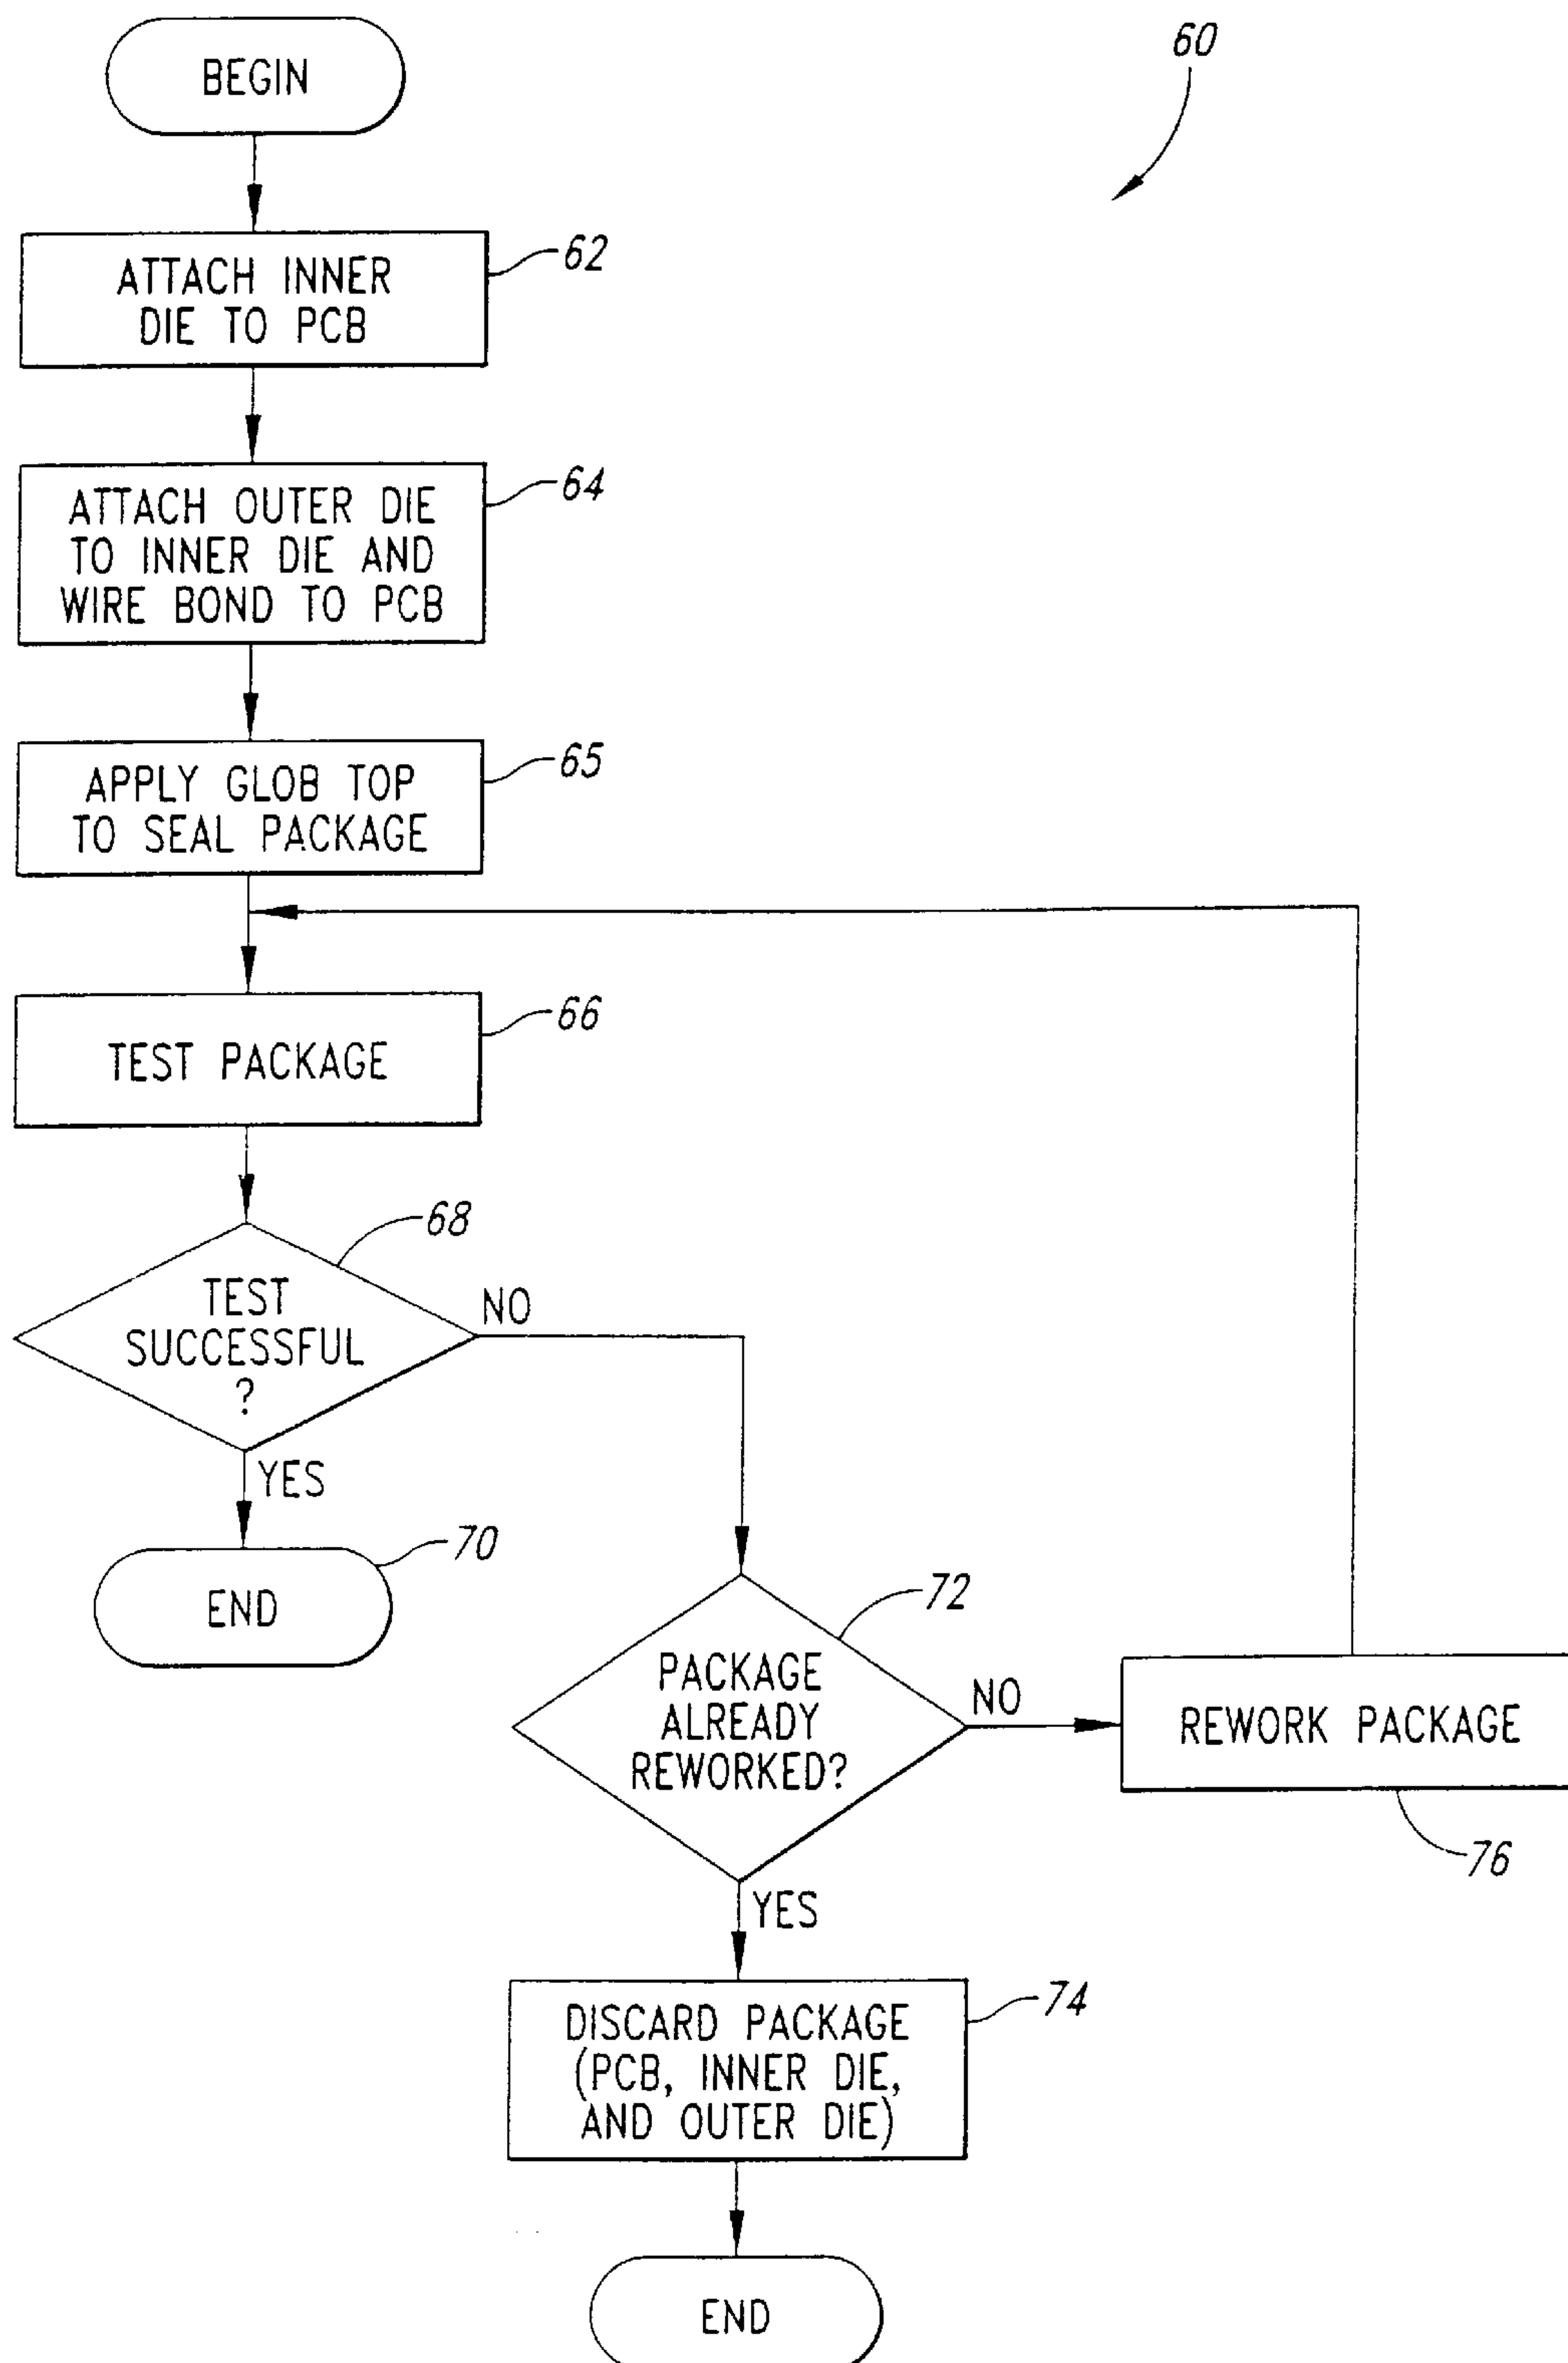 BEGIN
60
ATTACH INNER
DIE TO PCB
62
ATTACH OUTER DIE
TO INNER DIE AND
WIRE BOND TO PCB
64
APPLY GLOB TOP
TO SEAL PACKAGE
65
TEST PACKAGE
66
TEST
SUCCESSFUL
?
68
NO
YES
END
70
PACKAGE
ALREADY
REWORKED?
72
NO
REWORK PACKAGE
76
YES
DISCARD PACKAGE
(PCB, INNER DIE,
AND OUTER DIE)
74
END